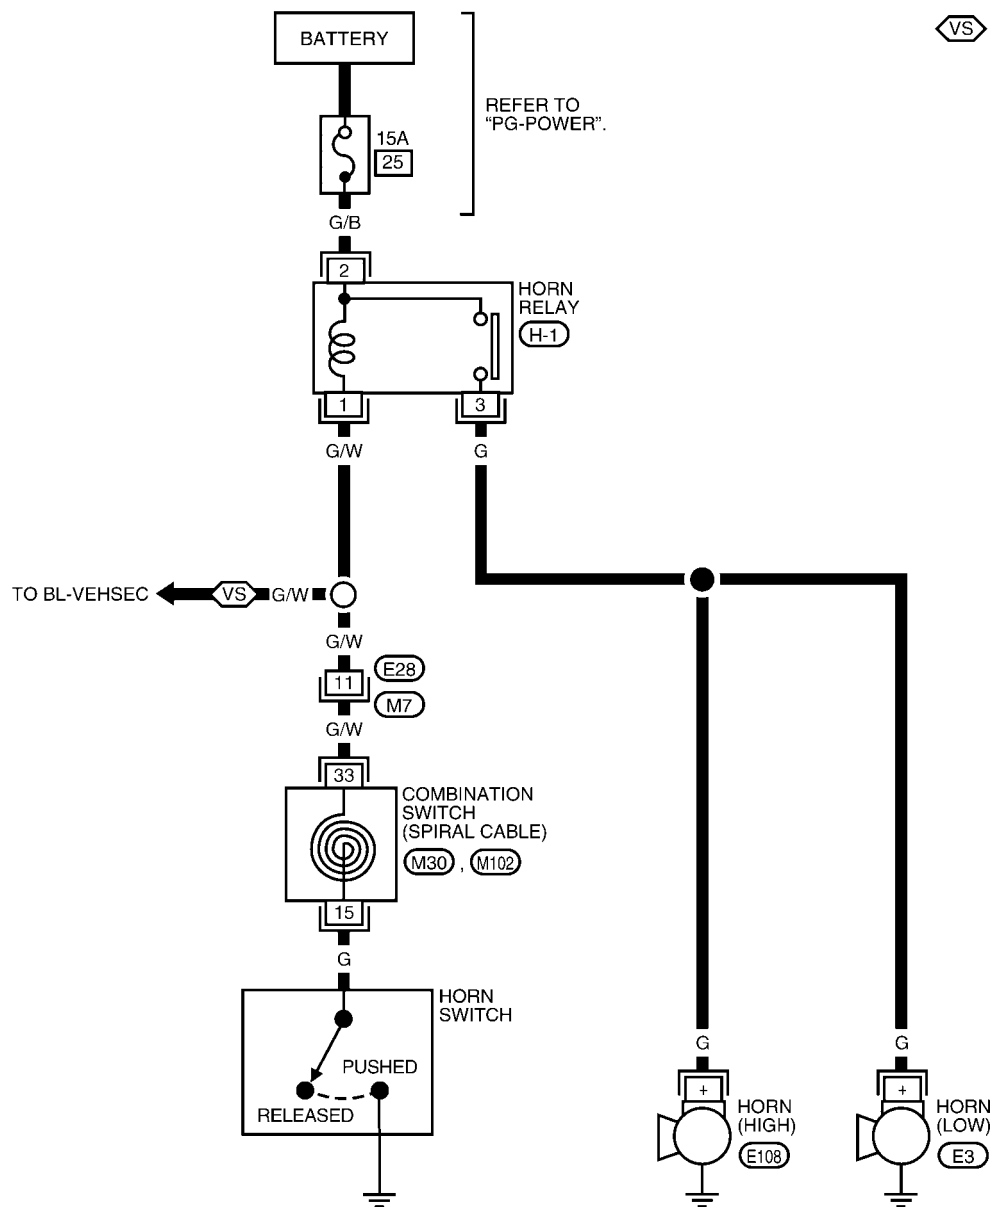 BATTERY
VS
REFER TO
“PG-POWER”.
15A
25
G/B
2
HORN
RELAY
H-1
1
3
G/W
G
TO BL-VEHSEC
VS
G/W
G/W
11
E28
M7
G/W
33
COMBINATION
SWITCH
(SPIRAL CABLE)
M30 , M102
15
G
HORN
SWITCH
PUSHED
RELEASED
G
G
+
+
HORN
(HIGH)
E108
HORN
(LOW)
E3